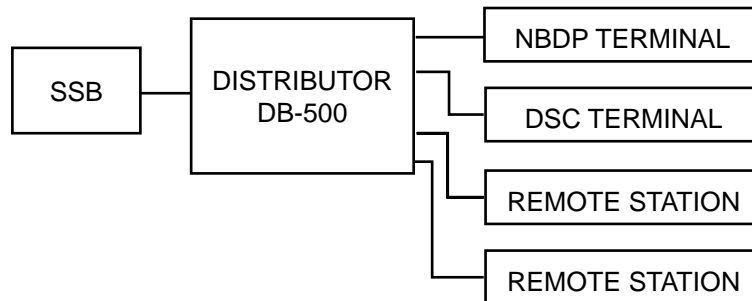 SSB
DISTRIBUTOR
DB-500
NBDP TERMINAL
DSC TERMINAL
REMOTE STATION
REMOTE STATION